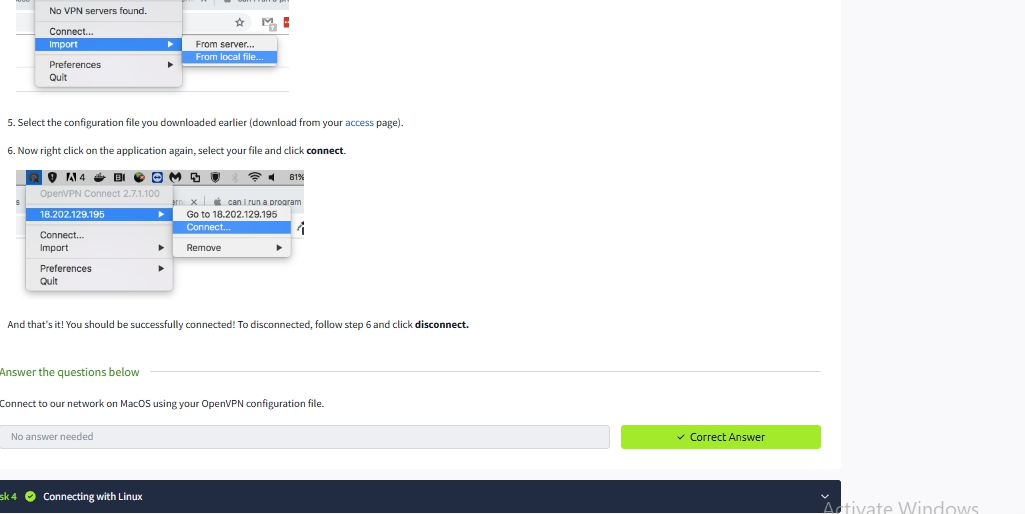 No VPN servers found.
Connect...
Import
From server...
From local file...
Preferences
Quit
5. Select the configuration file you downloaded earlier (download from your access page).
6. Now right click on the application again, select your file and click connect.
4 81%
OpenVPN Connect 2.7.1.100
can I run a program
18.202.129.195
Go to 18.202.129.195
Connect...
Connect...
Import
Remove
Preferences
Quit
And that's it! You should be successfully connected! To disconnected, follow step 6 and click disconnect.
Answer the questions below
Connect to our network on MacOS using your OpenVPN configuration file.
No answer needed
Correct Answer
sk 4 Connecting with Linux
Activate Windows